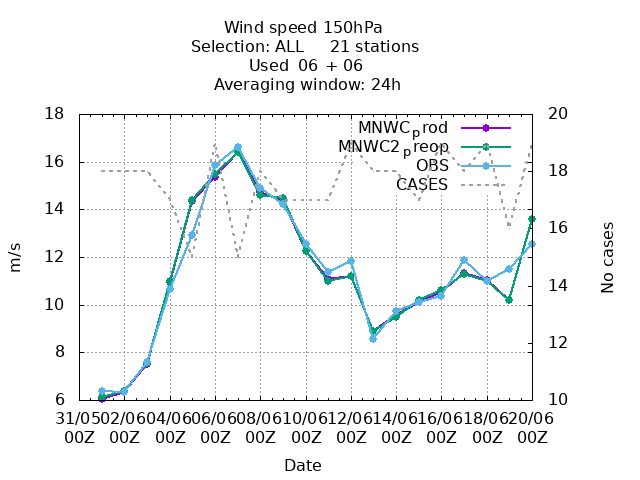 Wind speed 150hPa
Selection: ALL     21 stations
Used  06 + 06
Averaging window: 24h
18
16
14
12
10
8
6
20
18
16
14
12
10
m/s
No cases
MNWCprod
MNWC2preop
OBS
CASES
31/05 02/06 04/06 06/06 08/06 10/06 12/06 14/06 16/06 18/06 20/06
00Z 00Z 00Z 00Z 00Z 00Z 00Z 00Z 00Z 00Z 00Z
Date